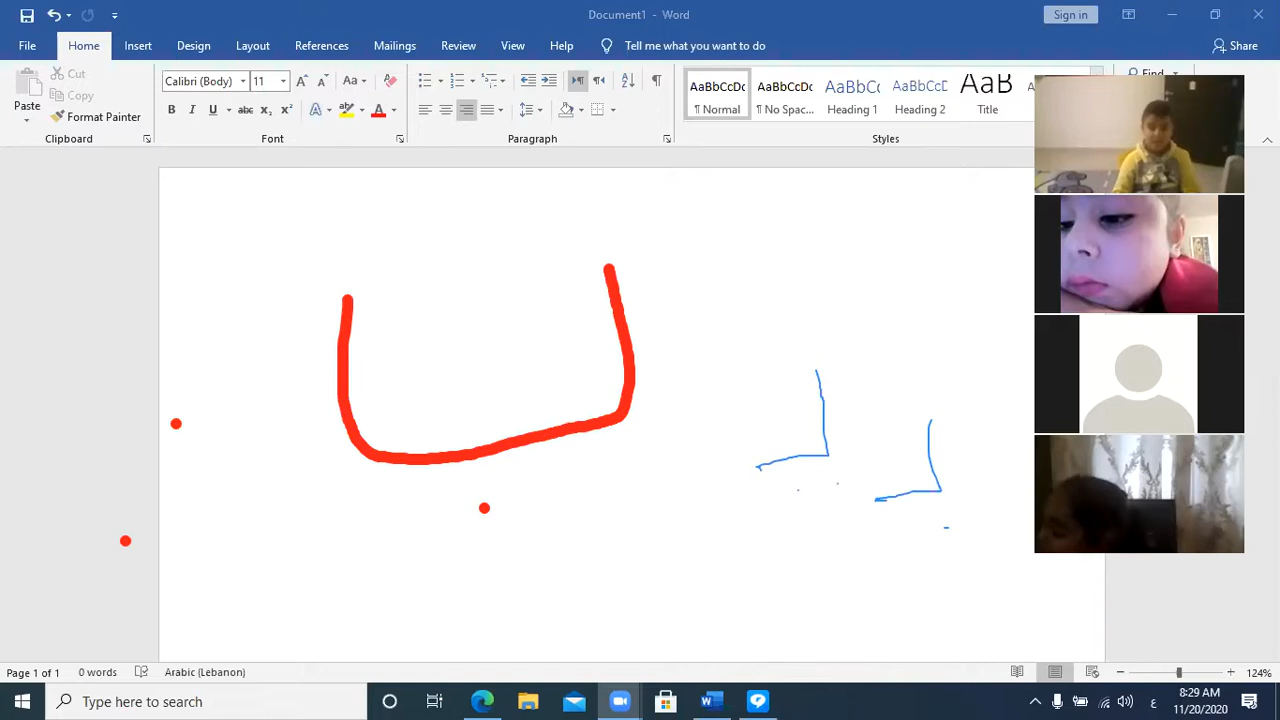 Document1 - Word
Sign in
File Home Insert Design Layout References Mailings Review View Help Tell me what you want to do Share
Paste
Cut
Copy
Format Painter
Clipboard
Calibri (Body) 11
Font
Paragraph
AaBbCcDc AaBbCcDc AaBbCc AaBbCcD AaB
¶ Normal ¶ No Spac... Heading 1 Heading 2 Title
Styles
Find
Page 1 of 1 0 words Arabic (Lebanon) 124%
Type here to search
8:29 AM
11/20/2020